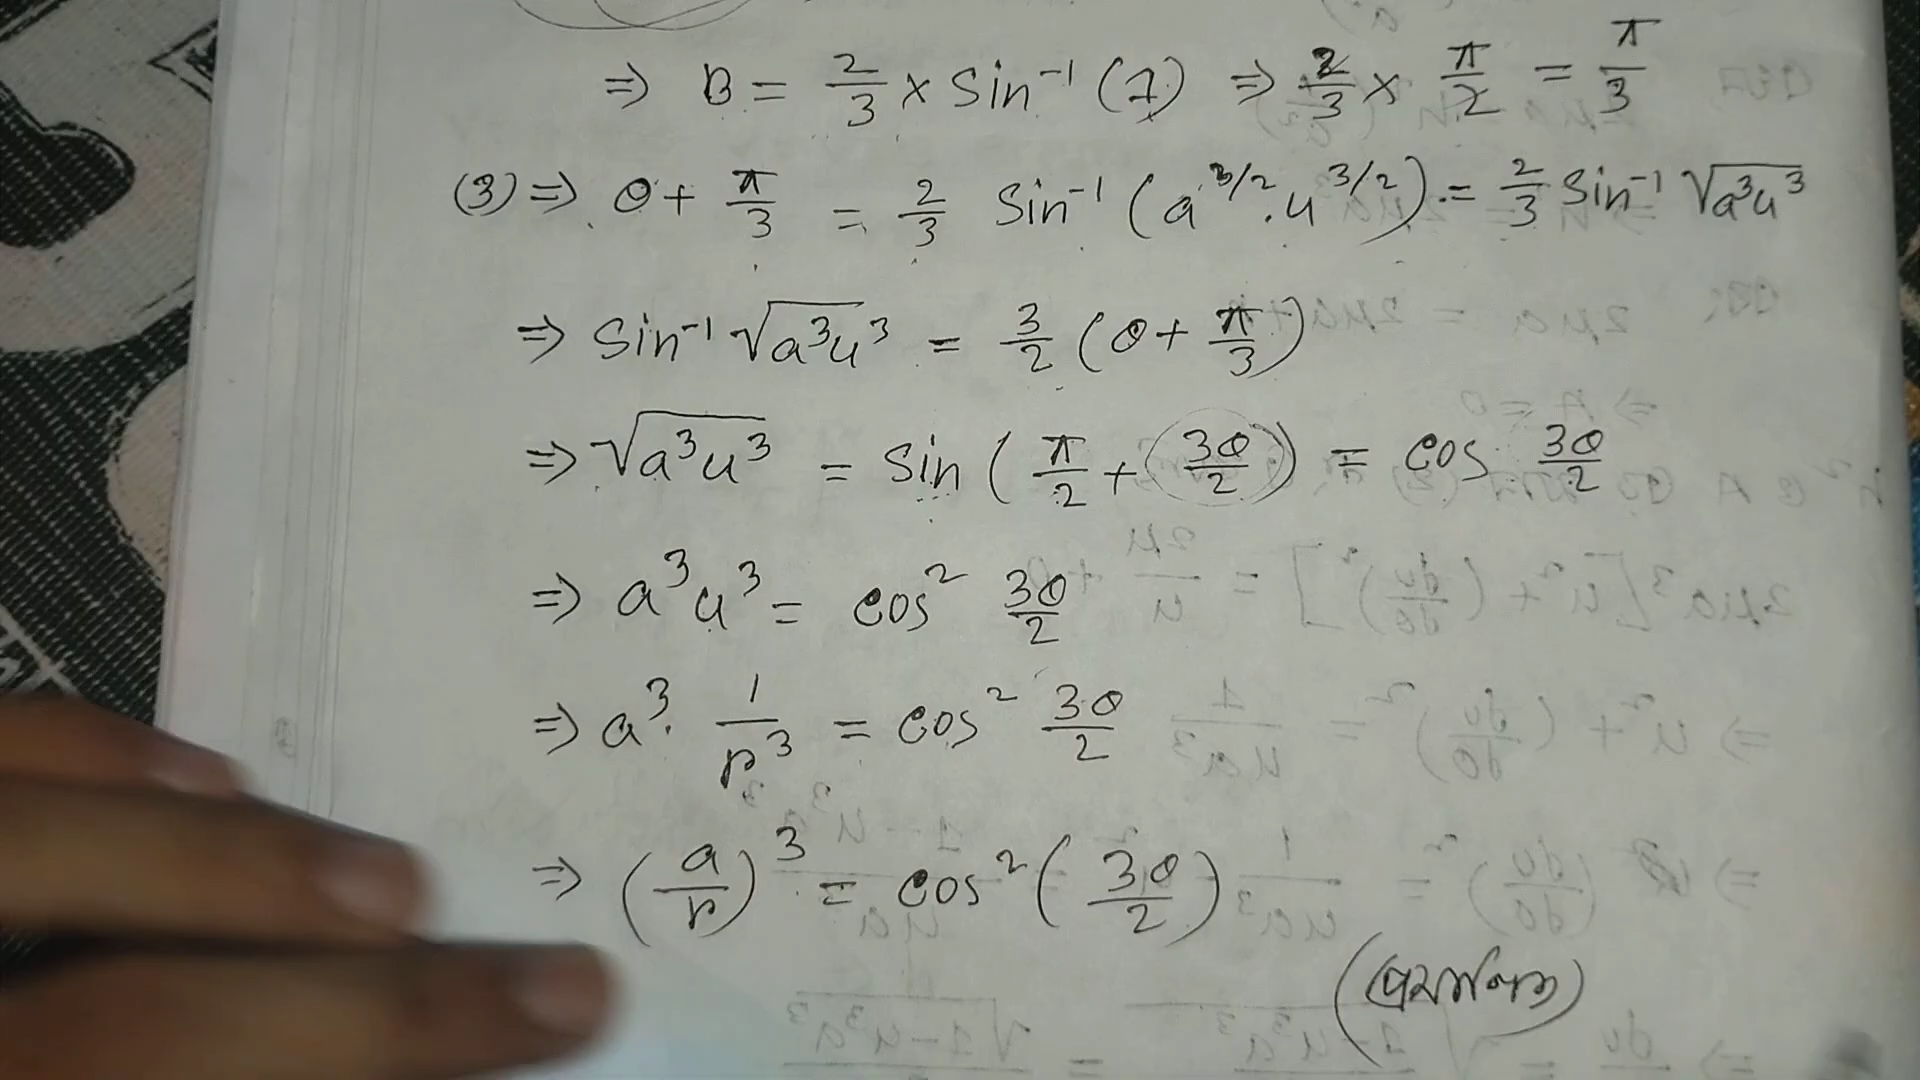 ⇒ B = 2/3 × Sin⁻¹ (1) ⇒ 2/3 × π/2 = π/3
(3) ⇒ θ + π/3 = 2/3 Sin⁻¹ (a^3/2 . u^3/2) = 2/3 Sin⁻¹ √a³u³
⇒ Sin⁻¹ √a³u³ = 3/2 (θ + π/3)
⇒ √a³u³ = Sin (π/2 + 3θ/2) = cos 3θ/2
⇒ a³u³ = cos² 3θ/2
⇒ a³ . 1/r³ = cos² 3θ/2
⇒ (a/r)³ = cos² (3θ/2)
(প্রমাণিত)